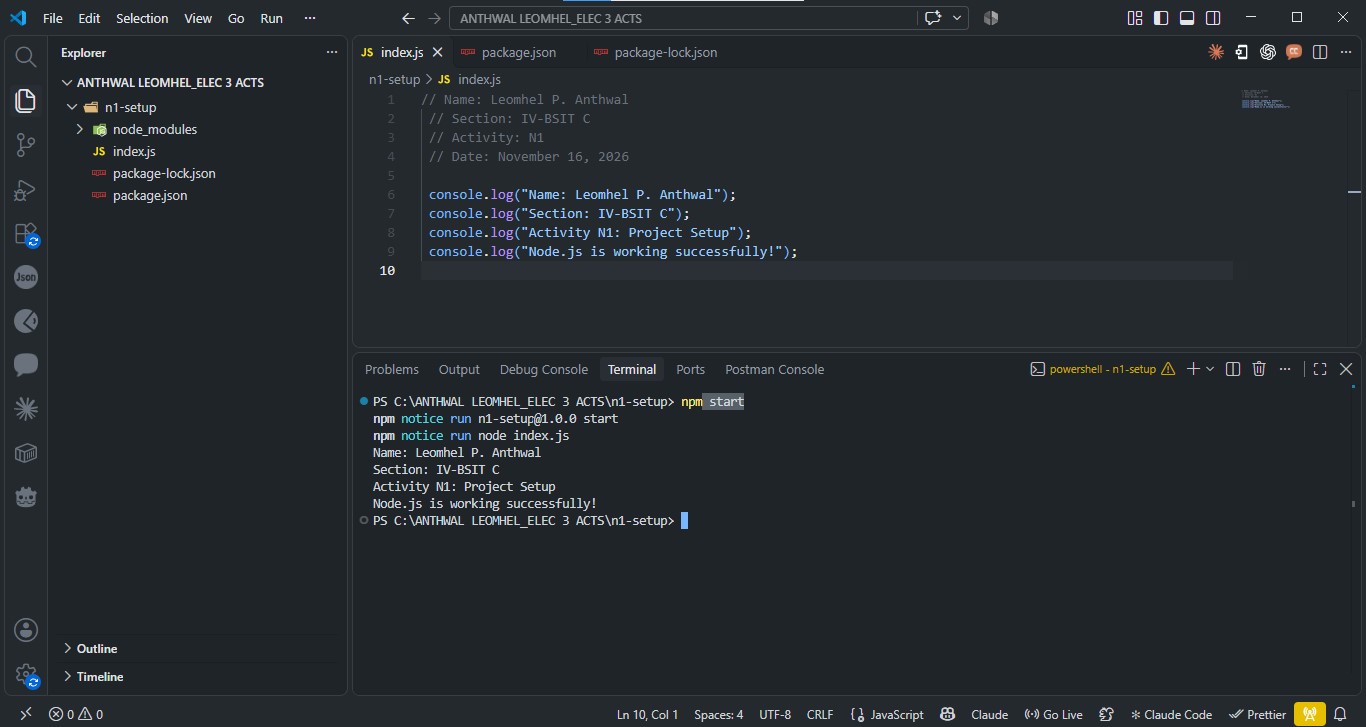 File Edit Selection View Go Run ···
ANTHWAL LEOMHEL_ELEC 3 ACTS
Explorer ···
ANTHWAL LEOMHEL_ELEC 3 ACTS
n1-setup
node_modules
JS index.js
package-lock.json
package.json
Outline
Timeline
Json
JS index.js package.json package-lock.json
CC
n1-setup > JS index.js
1 // Name: Leomhel P. Anthwal
2 // Section: IV-BSIT C
3 // Activity: N1
4 // Date: November 16, 2026
5
6 console.log("Name: Leomhel P. Anthwal");
7 console.log("Section: IV-BSIT C");
8 console.log("Activity N1: Project Setup");
9 console.log("Node.js is working successfully!");
10
Problems Output Debug Console Terminal Ports Postman Console
powershell - n1-setup
PS C:\ANTHWAL LEOMHEL_ELEC 3 ACTS\n1-setup> npm start
npm notice run n1-setup@1.0.0 start
npm notice run node index.js
Name: Leomhel P. Anthwal
Section: IV-BSIT C
Activity N1: Project Setup
Node.js is working successfully!
PS C:\ANTHWAL LEOMHEL_ELEC 3 ACTS\n1-setup>
0 0 Ln 10, Col 1 Spaces: 4 UTF-8 CRLF {} JavaScript Claude Go Live Claude Code Prettier